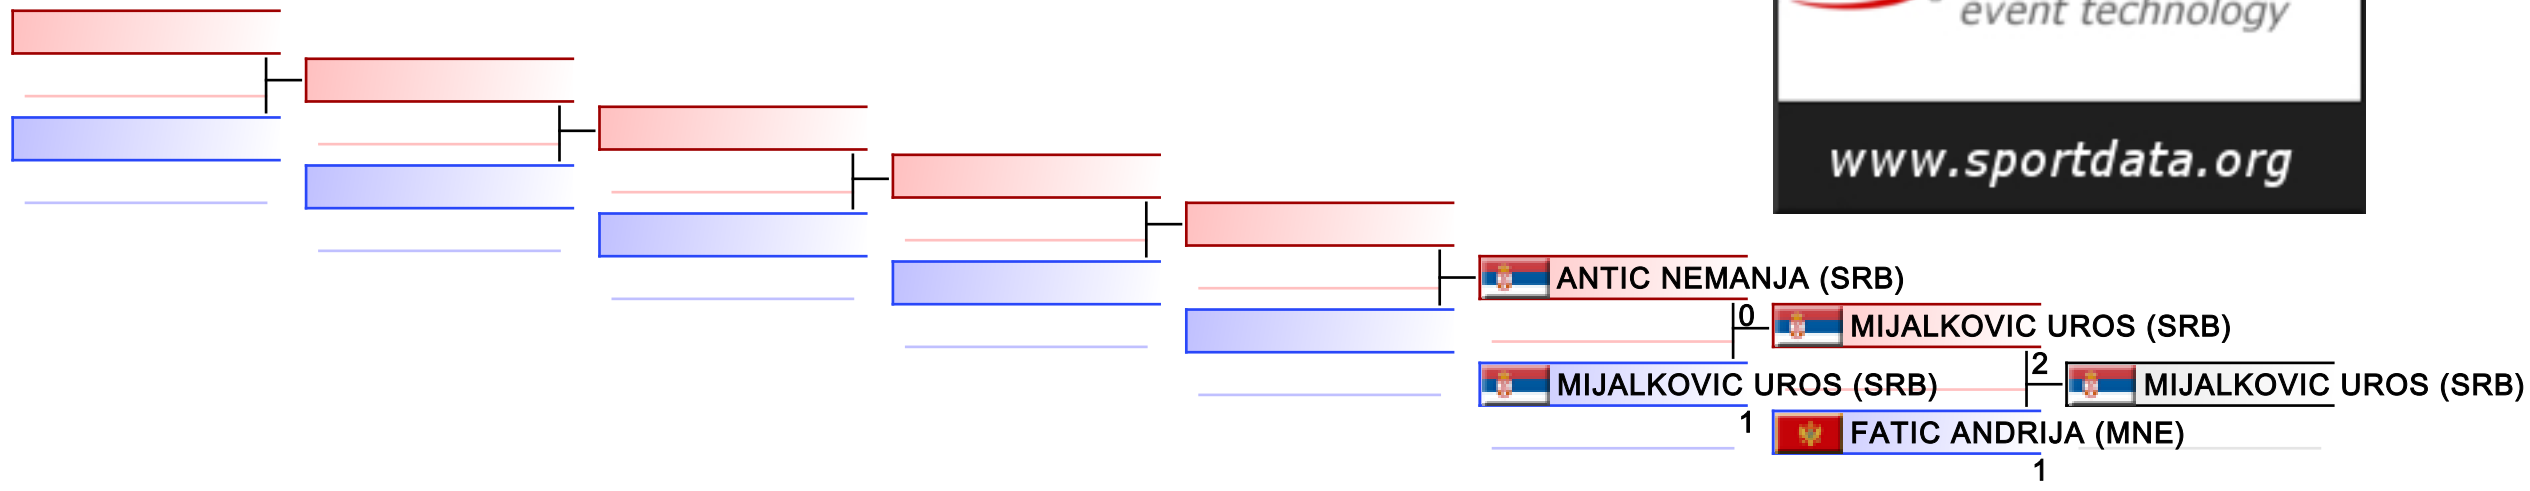 event technology
www.sportdata.org
ANTIC NEMANJA (SRB)
0
MIJALKOVIC UROS (SRB)
2
MIJALKOVIC UROS (SRB)
MIJALKOVIC UROS (SRB)
1
FATIC ANDRIJA (MNE)
1